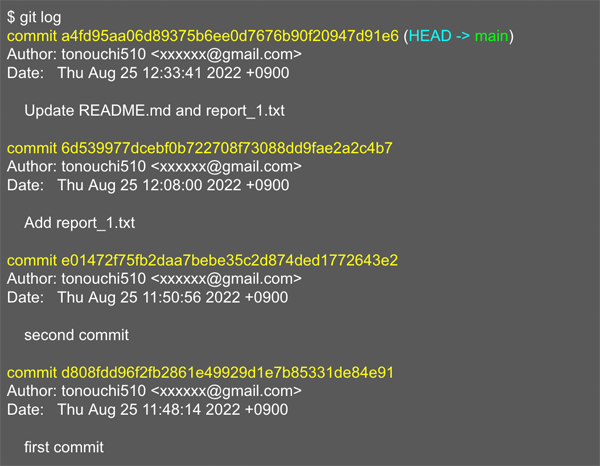 $ git log
commit a4fd95aa06d89375b6ee0d7676b90f20947d91e6 (HEAD -> main)
Author: tonouchi510 <xxxxxx@gmail.com>
Date:   Thu Aug 25 12:33:41 2022 +0900
Update README.md and report_1.txt
commit 6d539977dcebf0b722708f73088dd9fae2a2c4b7
Author: tonouchi510 <xxxxxx@gmail.com>
Date:   Thu Aug 25 12:08:00 2022 +0900
Add report_1.txt
commit e01472f75fb2daa7bebe35c2d874ded1772643e2
Author: tonouchi510 <xxxxxx@gmail.com>
Date:   Thu Aug 25 11:50:56 2022 +0900
second commit
commit d808fdd96f2fb2861e49929d1e7b85331de84e91
Author: tonouchi510 <xxxxxx@gmail.com>
Date:   Thu Aug 25 11:48:14 2022 +0900
first commit